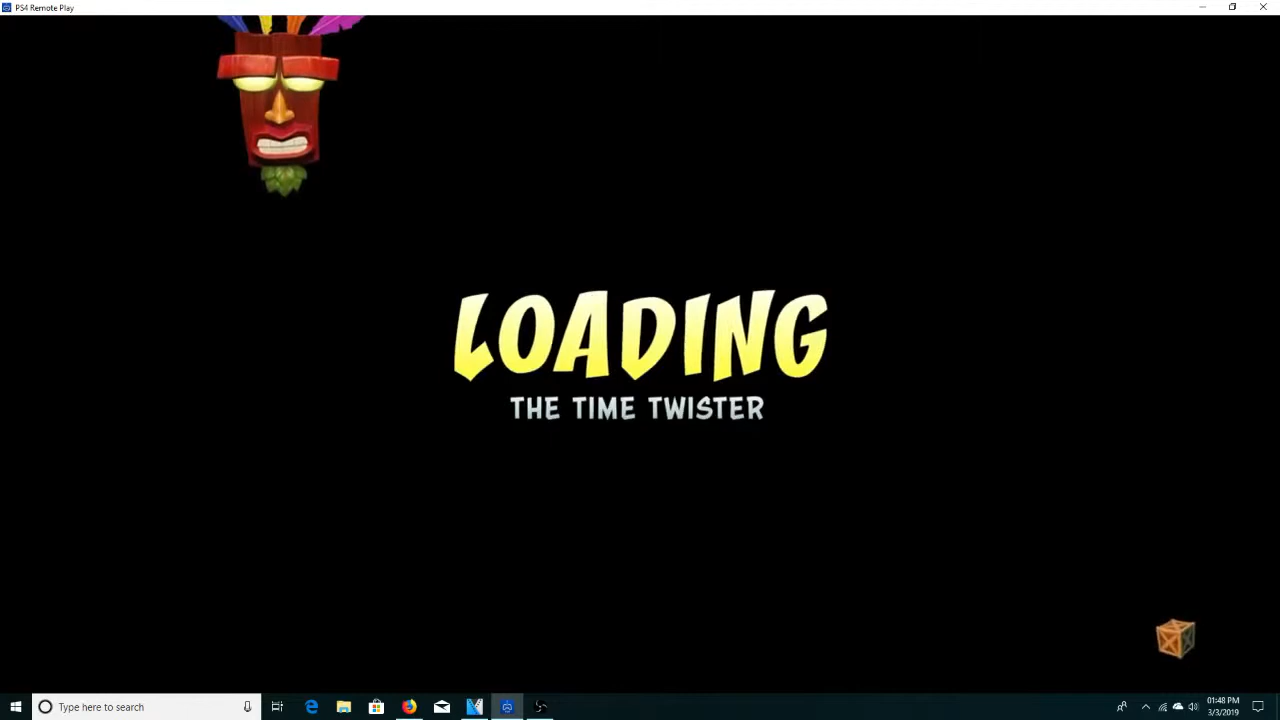 PS4 Remote Play
LOADING
THE TIME TWISTER
Type here to search
01:48 PM
3/3/2019